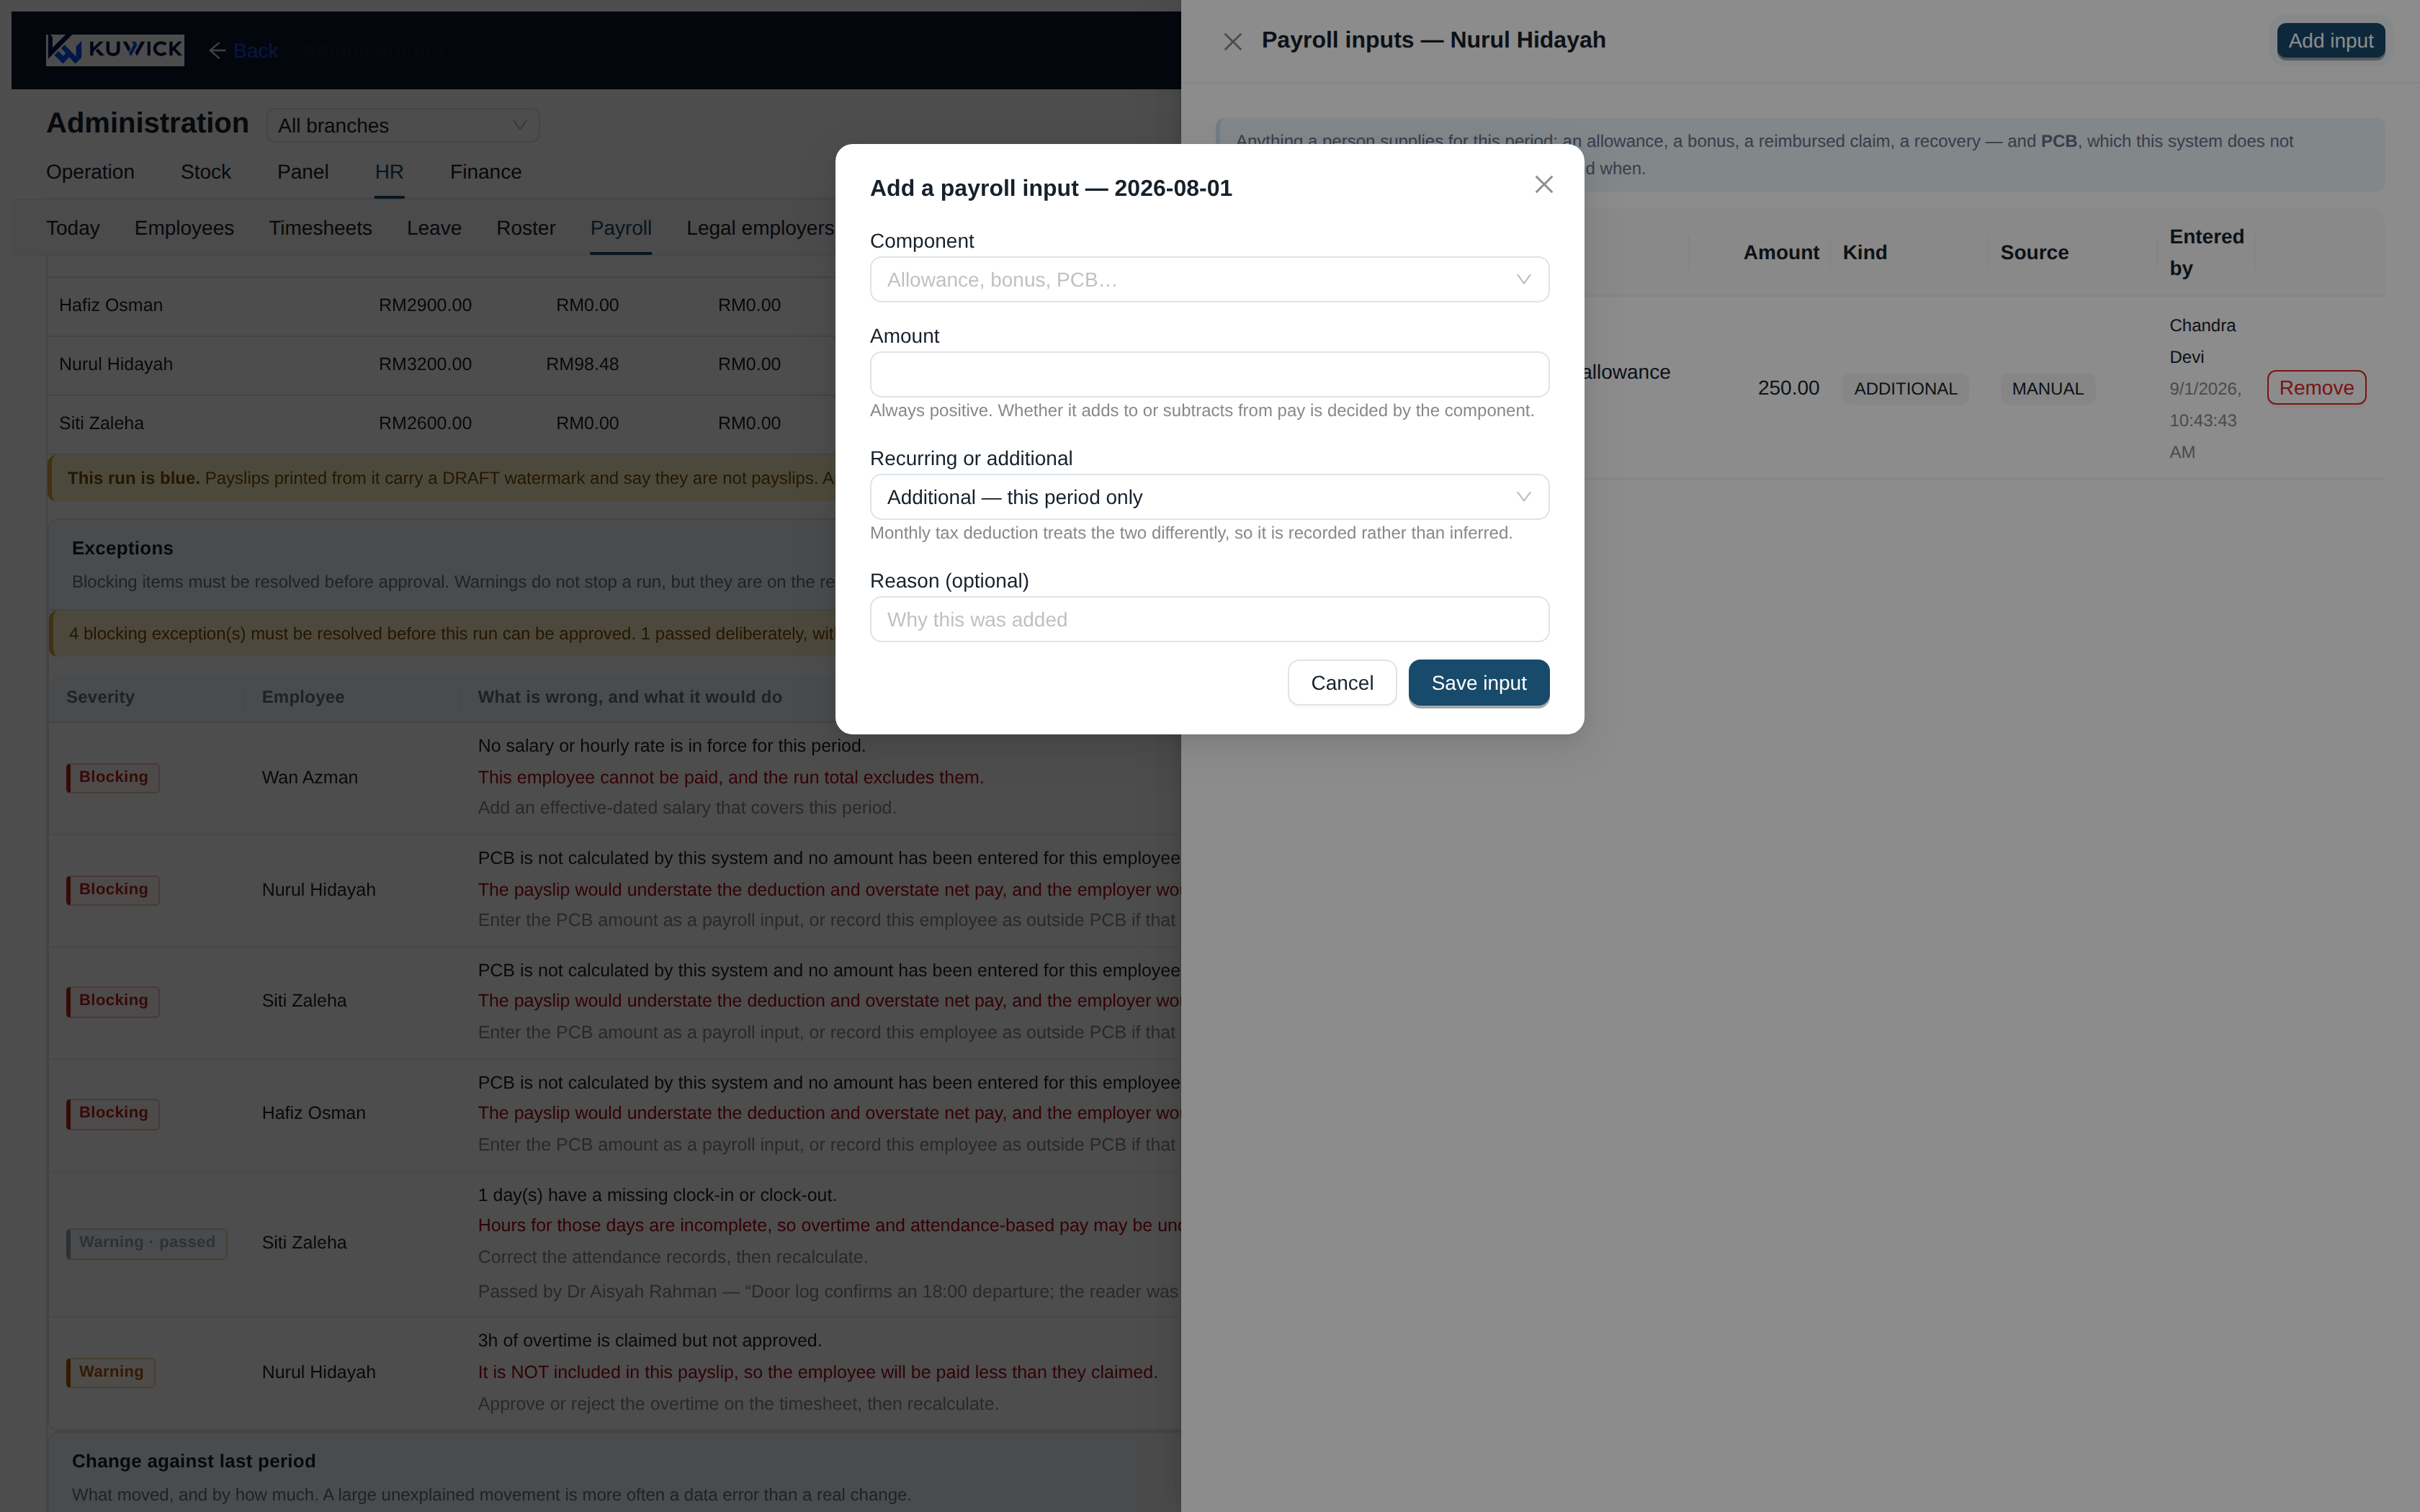 KUWICK
Back
Administration
All branches
Operation
Stock
Panel
HR
Finance
Today
Employees
Timesheets
Leave
Roster
Payroll
Legal employers
Hafiz Osman
RM2900.00
RM0.00
RM0.00
Nurul Hidayah
RM3200.00
RM98.48
RM0.00
Siti Zaleha
RM2600.00
RM0.00
RM0.00
This run is blue. Payslips printed from it carry a DRAFT watermark and say they are not payslips. A
Exceptions
Blocking items must be resolved before approval. Warnings do not stop a run, but they are on the re
4 blocking exception(s) must be resolved before this run can be approved. 1 passed deliberately, wit
Severity
Employee
What is wrong, and what it would do
Blocking
Wan Azman
No salary or hourly rate is in force for this period.
This employee cannot be paid, and the run total excludes them.
Add an effective-dated salary that covers this period.
Blocking
Nurul Hidayah
PCB is not calculated by this system and no amount has been entered for this employee
The payslip would understate the deduction and overstate net pay, and the employer wou
Enter the PCB amount as a payroll input, or record this employee as outside PCB if that
Blocking
Siti Zaleha
PCB is not calculated by this system and no amount has been entered for this employee
The payslip would understate the deduction and overstate net pay, and the employer wou
Enter the PCB amount as a payroll input, or record this employee as outside PCB if that
Blocking
Hafiz Osman
PCB is not calculated by this system and no amount has been entered for this employee
The payslip would understate the deduction and overstate net pay, and the employer wou
Enter the PCB amount as a payroll input, or record this employee as outside PCB if that
Warning · passed
Siti Zaleha
1 day(s) have a missing clock-in or clock-out.
Hours for those days are incomplete, so overtime and attendance-based pay may be und
Correct the attendance records, then recalculate.
Passed by Dr Aisyah Rahman — “Door log confirms an 18:00 departure; the reader was
Warning
Nurul Hidayah
3h of overtime is claimed but not approved.
It is NOT included in this payslip, so the employee will be paid less than they claimed.
Approve or reject the overtime on the timesheet, then recalculate.
Change against last period
What moved, and by how much. A large unexplained movement is more often a data error than a real change.
Payroll inputs — Nurul Hidayah
Add input
Anything a person supplies for this period: an allowance, a bonus, a reimbursed claim, a recovery — and PCB, which this system does not
d when.
Amount
Kind
Source
Entered
by
allowance
250.00
ADDITIONAL
MANUAL
Chandra
Devi
9/1/2026,
10:43:43
AM
Remove
Add a payroll input — 2026-08-01
Component
Allowance, bonus, PCB…
Amount
Always positive. Whether it adds to or subtracts from pay is decided by the component.
Recurring or additional
Additional — this period only
Monthly tax deduction treats the two differently, so it is recorded rather than inferred.
Reason (optional)
Why this was added
Cancel
Save input